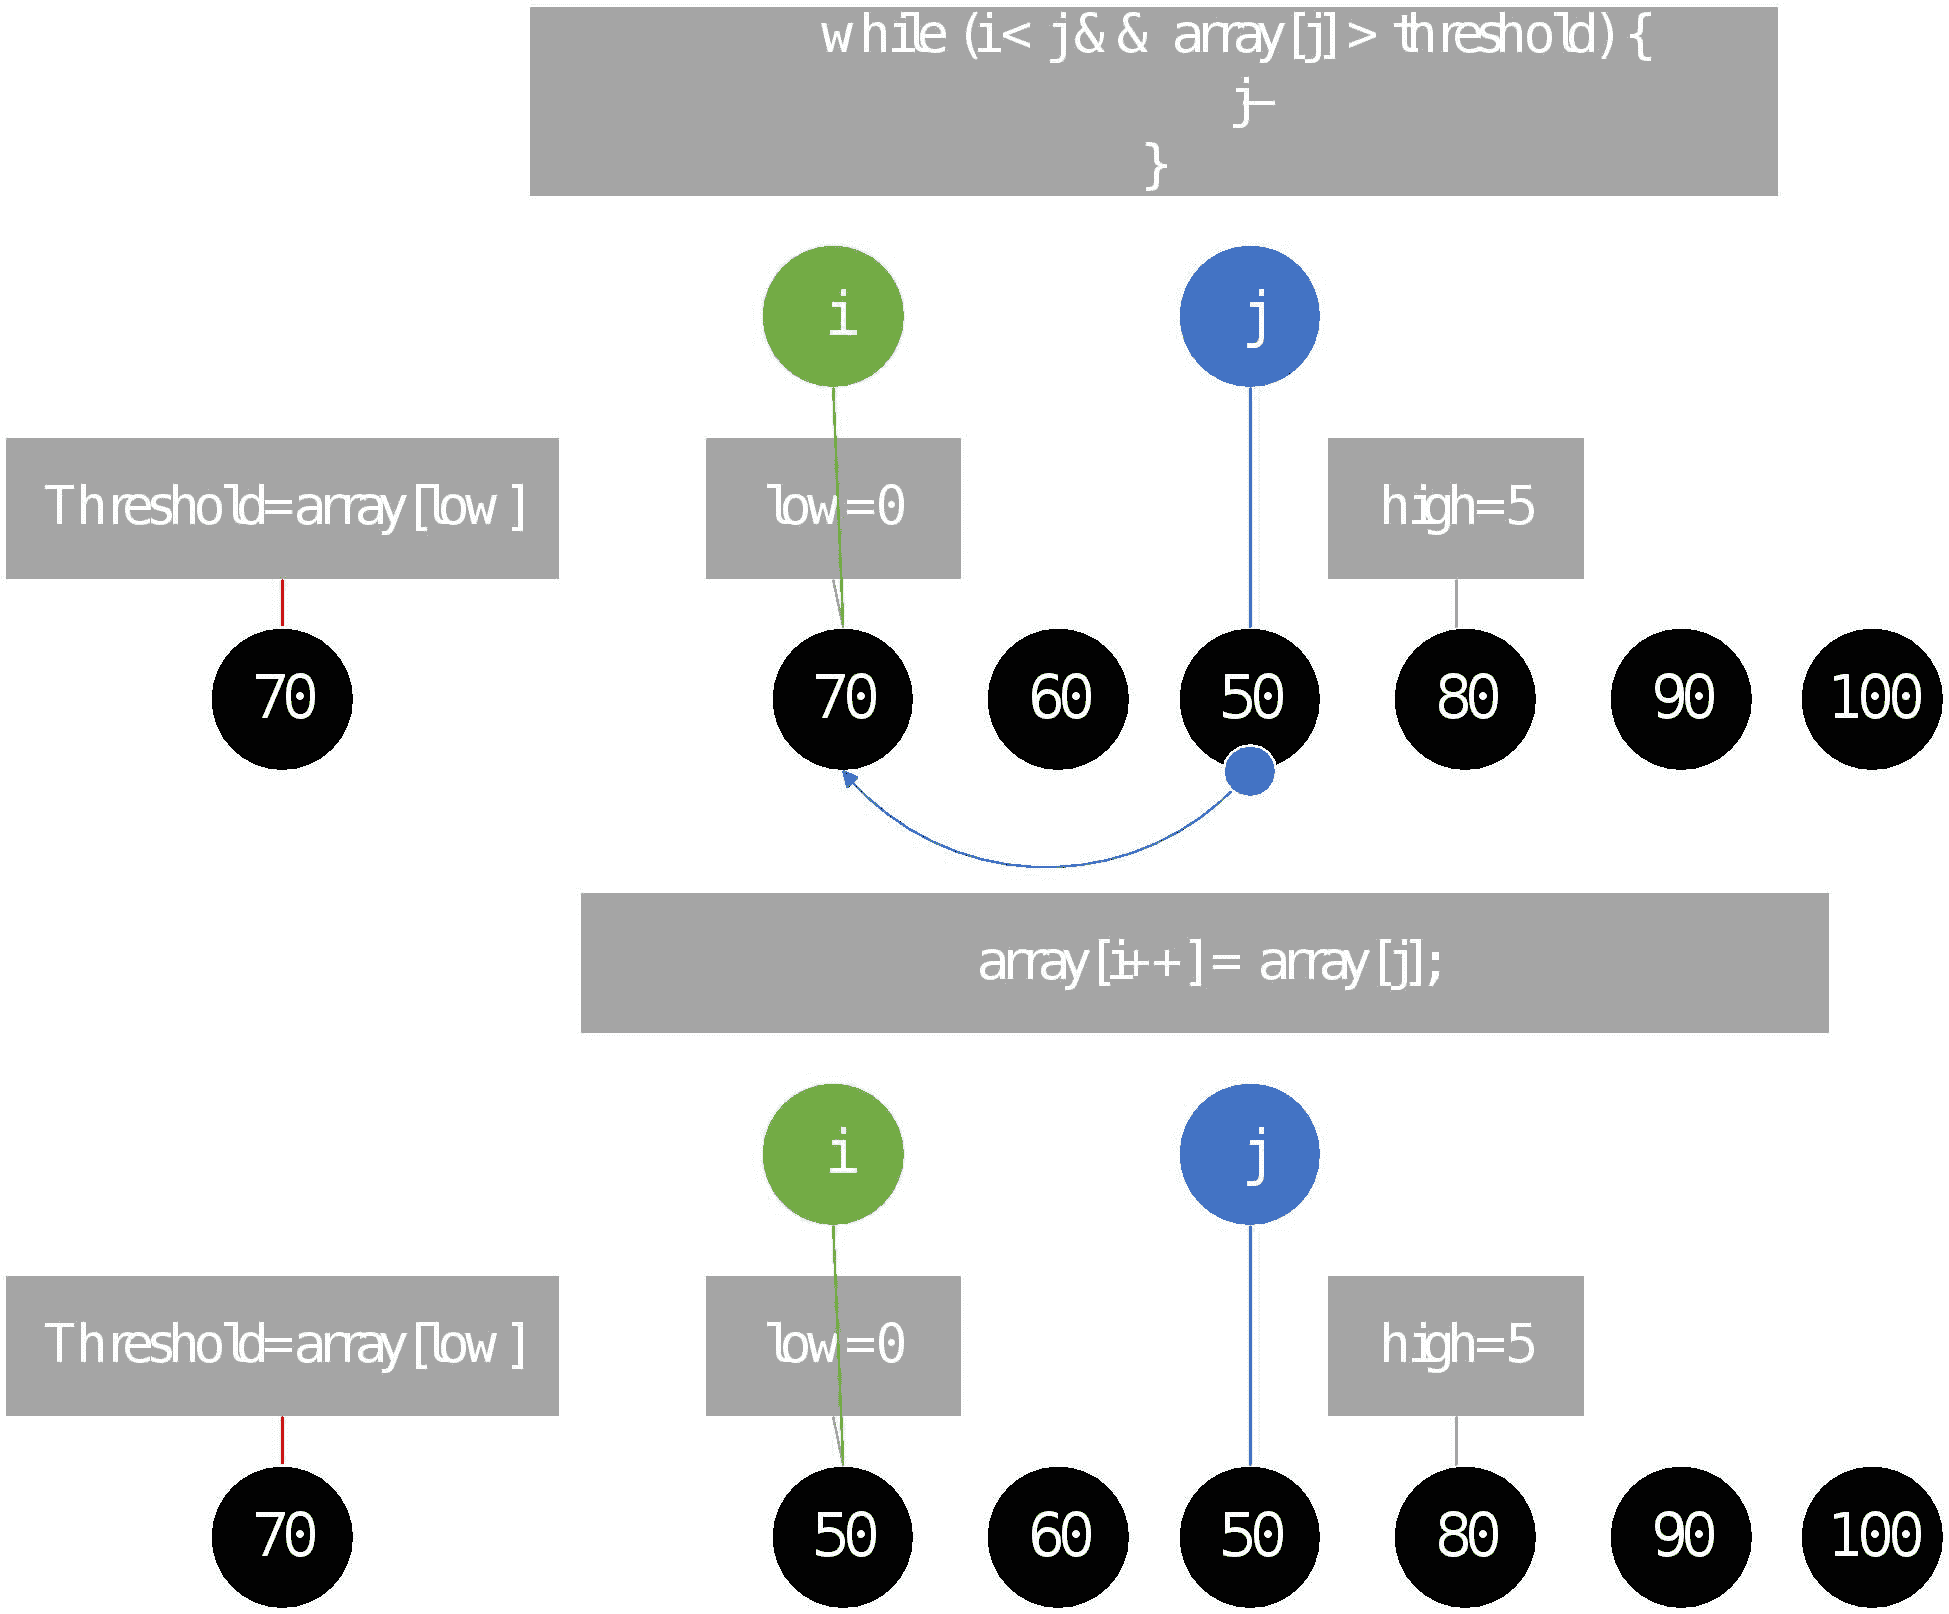 while (i < j && array[j] > threshold) {
j--
}
i
j
Threshold=array[low]
low=0
high=5
70
70
60
50
80
90
100
array[i++] = array[j];
i
j
Threshold=array[low]
low=0
high=5
70
50
60
50
80
90
100